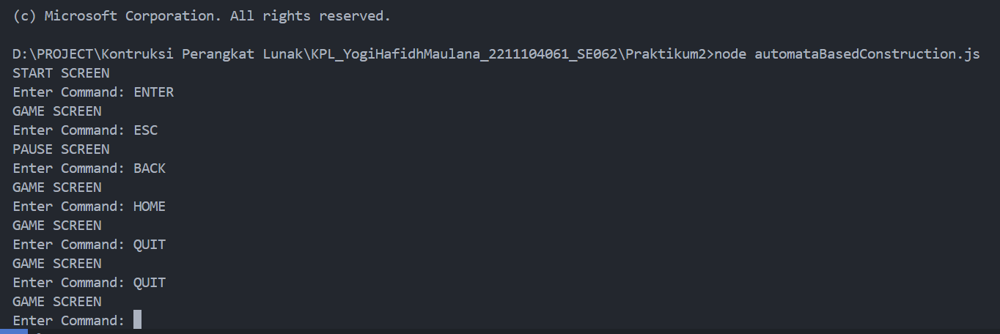 (c) Microsoft Corporation. All rights reserved.
D:\PROJECT\Kontruksi Perangkat Lunak\KPL_YogiHafidhMaulana_2211104061_SE062\Praktikum2>node automataBasedConstruction.js
START SCREEN
Enter Command: ENTER
GAME SCREEN
Enter Command: ESC
PAUSE SCREEN
Enter Command: BACK
GAME SCREEN
Enter Command: HOME
GAME SCREEN
Enter Command: QUIT
GAME SCREEN
Enter Command: QUIT
GAME SCREEN
Enter Command: